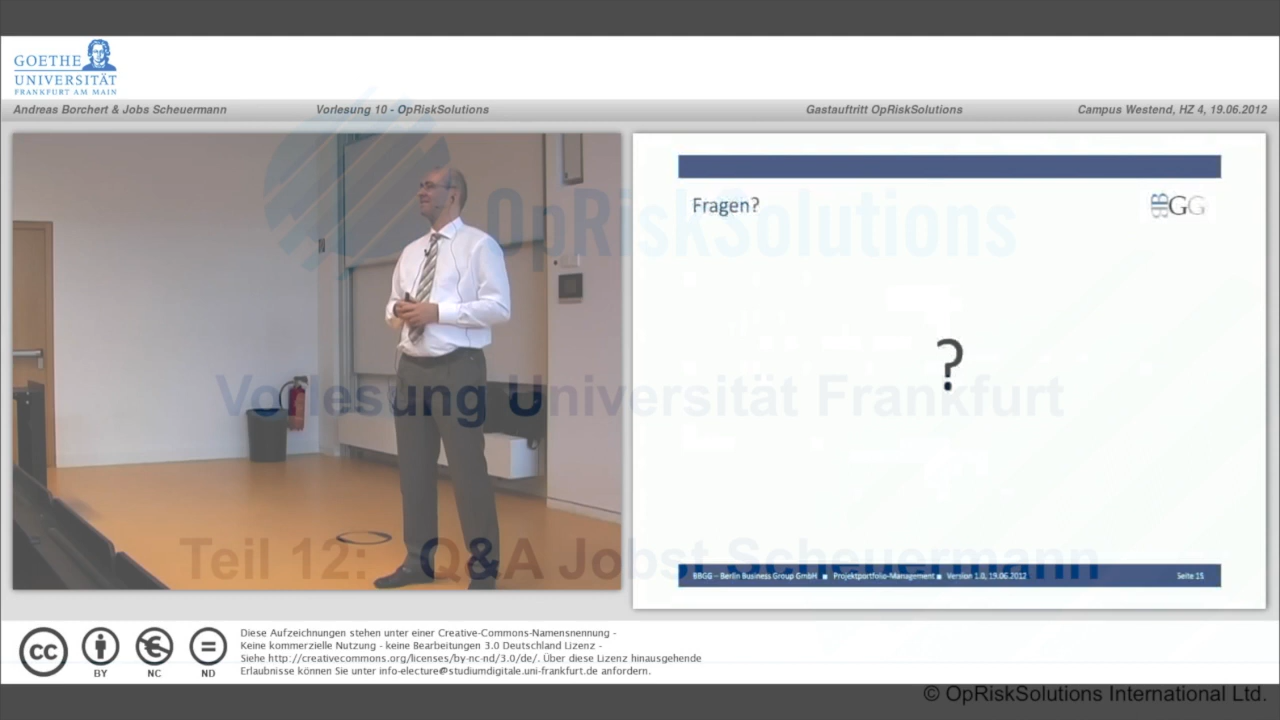 GOETHE
UNIVERSITÄT
FRANKFURT AM MAIN
Andreas Borchert & Jobs Scheuermann
Vorlesung 10 - OpRiskSolutions
Gastauftritt OpRiskSolutions
Campus Westend, HZ 4, 19.06.2012
OpRiskSolutions
Fragen?
BBGG
?
Vorlesung Universität Frankfurt
Teil 12: Q&A Jobst Scheuermann
BBGG – Berlin Business Group GmbH ■ Projektportfolio-Management ■ Version 1.0, 19.06.2012
Seite 15
cc
BY
NC
ND
Diese Aufzeichnungen stehen unter einer Creative-Commons-Namensnennung -
Keine kommerzielle Nutzung - keine Bearbeitungen 3.0 Deutschland Lizenz -
Siehe http://creativecommons.org/licenses/by-nc-nd/3.0/de/. Über diese Lizenz hinausgehende
Erlaubnisse können Sie unter info-electure@studiumdigitale.uni-frankfurt.de anfordern.
© OpRiskSolutions International Ltd.